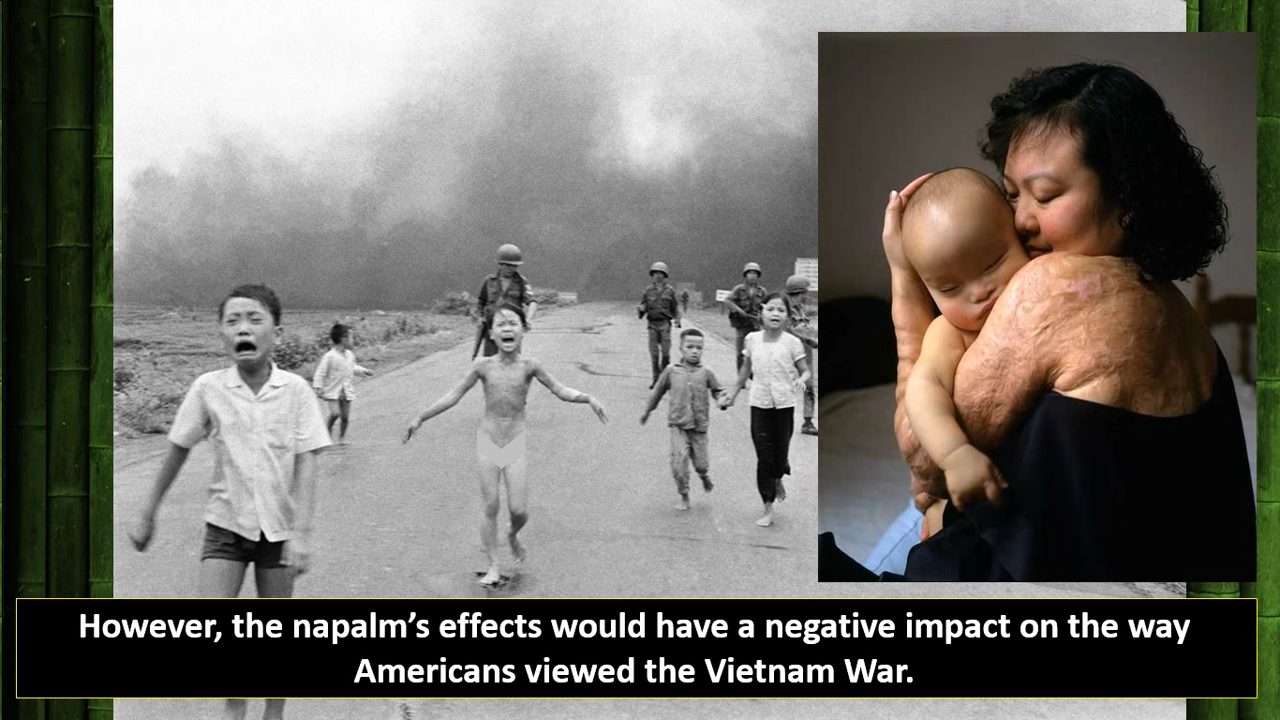 However, the napalm’s effects would have a negative impact on the way
Americans viewed the Vietnam War.